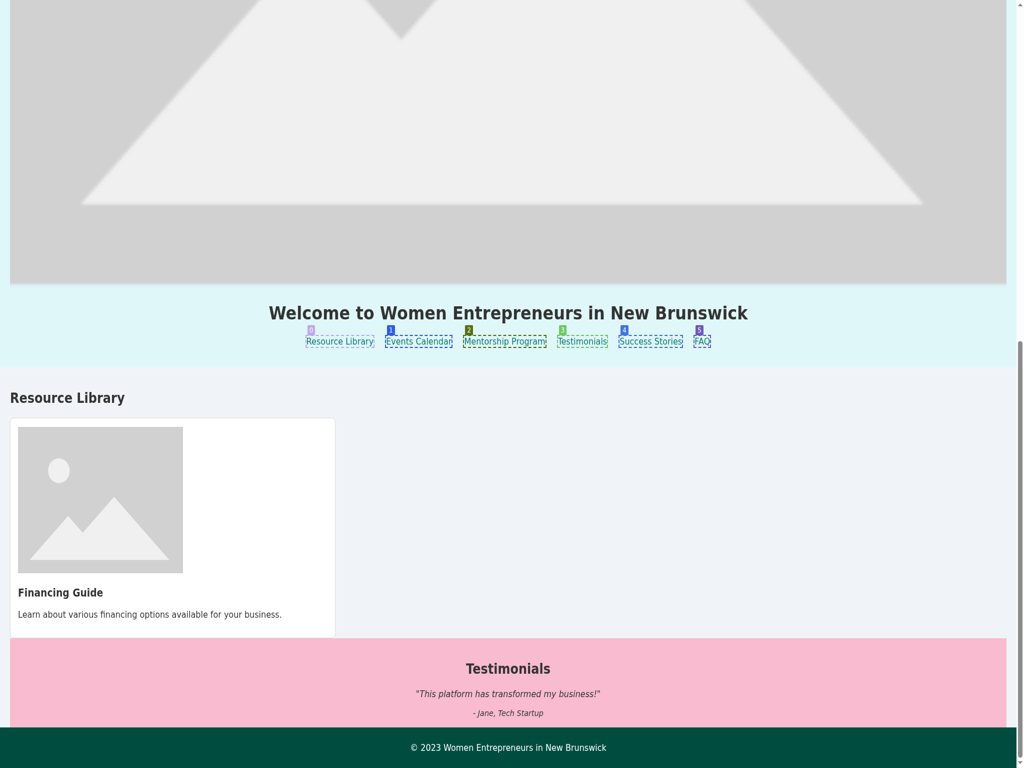 Welcome to Women Entrepreneurs in New Brunswick
0 1 2 3 4 5
Resource Library Events Calendar Mentorship Program Testimonials Success Stories FAQ
Resource Library
Financing Guide
Learn about various financing options available for your business.
Testimonials
"This platform has transformed my business!"
- Jane, Tech Startup
© 2023 Women Entrepreneurs in New Brunswick